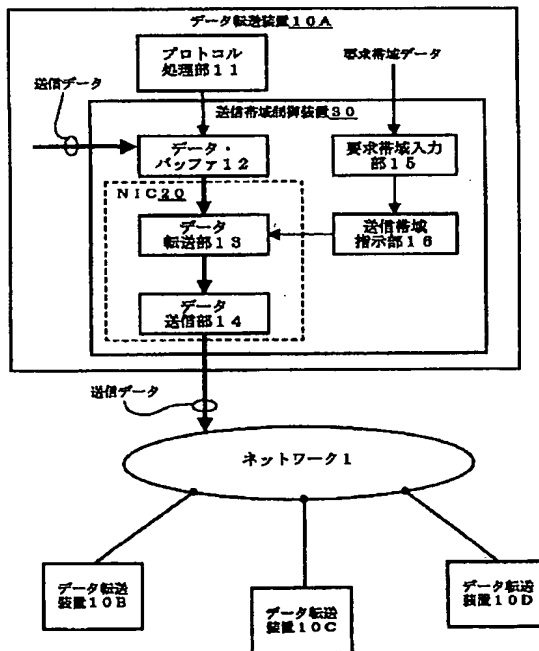 データ転送装置10A
プロトコル
処理部11
要求帯域データ
送信データ
送信帯域制御装置30
データ・
バッファ12
要求帯域入力
部15
NIC20
データ
転送部13
送信帯域
指示部16
データ
送信部14
送信データ
ネットワーク1
データ転送
装置10B
データ転送
装置10C
データ転送
装置10D